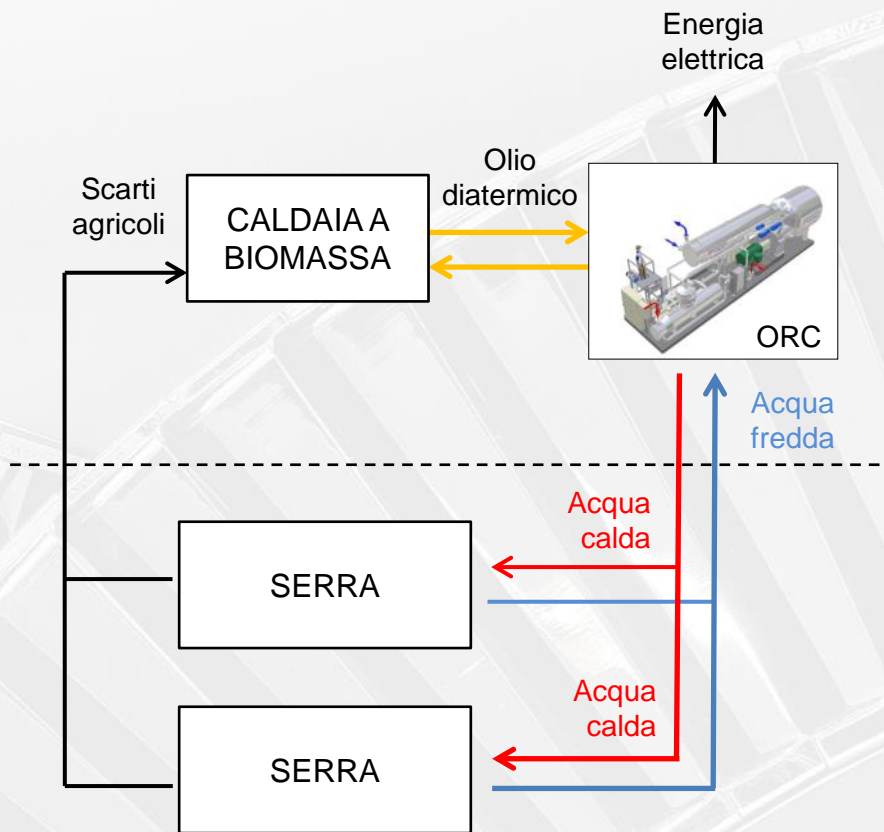 Energia
elettrica
Scarti
agricoli
CALDAIA A
BIOMASSA
Olio
diatermico
ORC
Acqua
fredda
Acqua
calda
SERRA
Acqua
calda
SERRA